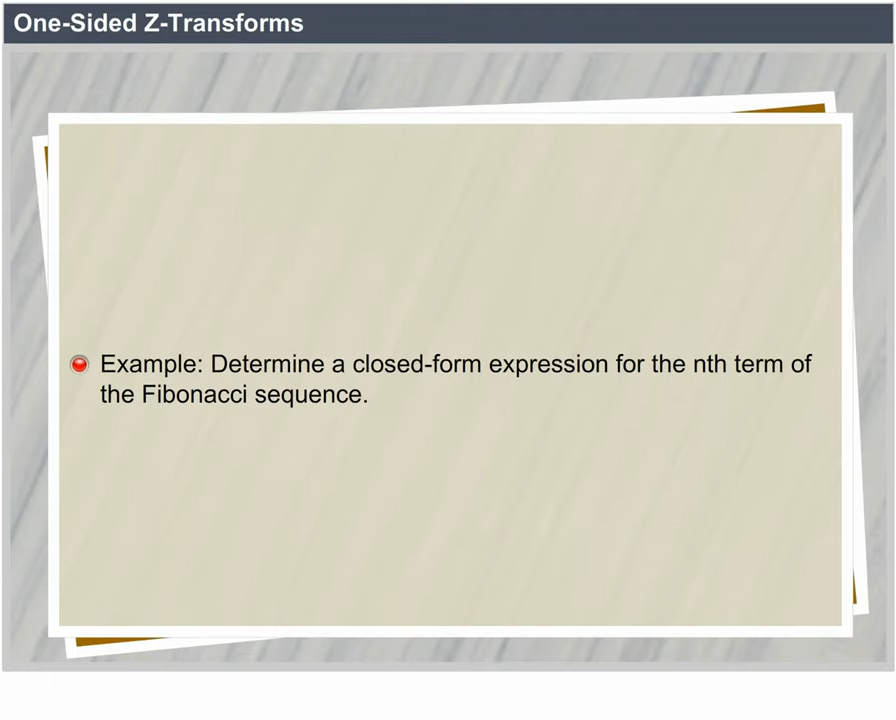 One-Sided Z-Transforms
Example: Determine a closed-form expression for the nth term of
the Fibonacci sequence.